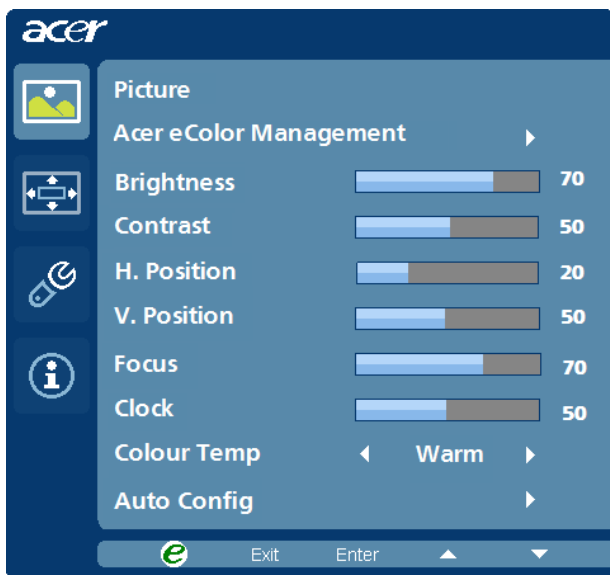 acer
Picture
Acer eColor Management
Brightness 70
Contrast 50
H. Position 20
V. Position 50
Focus 70
Clock 50
Colour Temp Warm
Auto Config
e Exit Enter